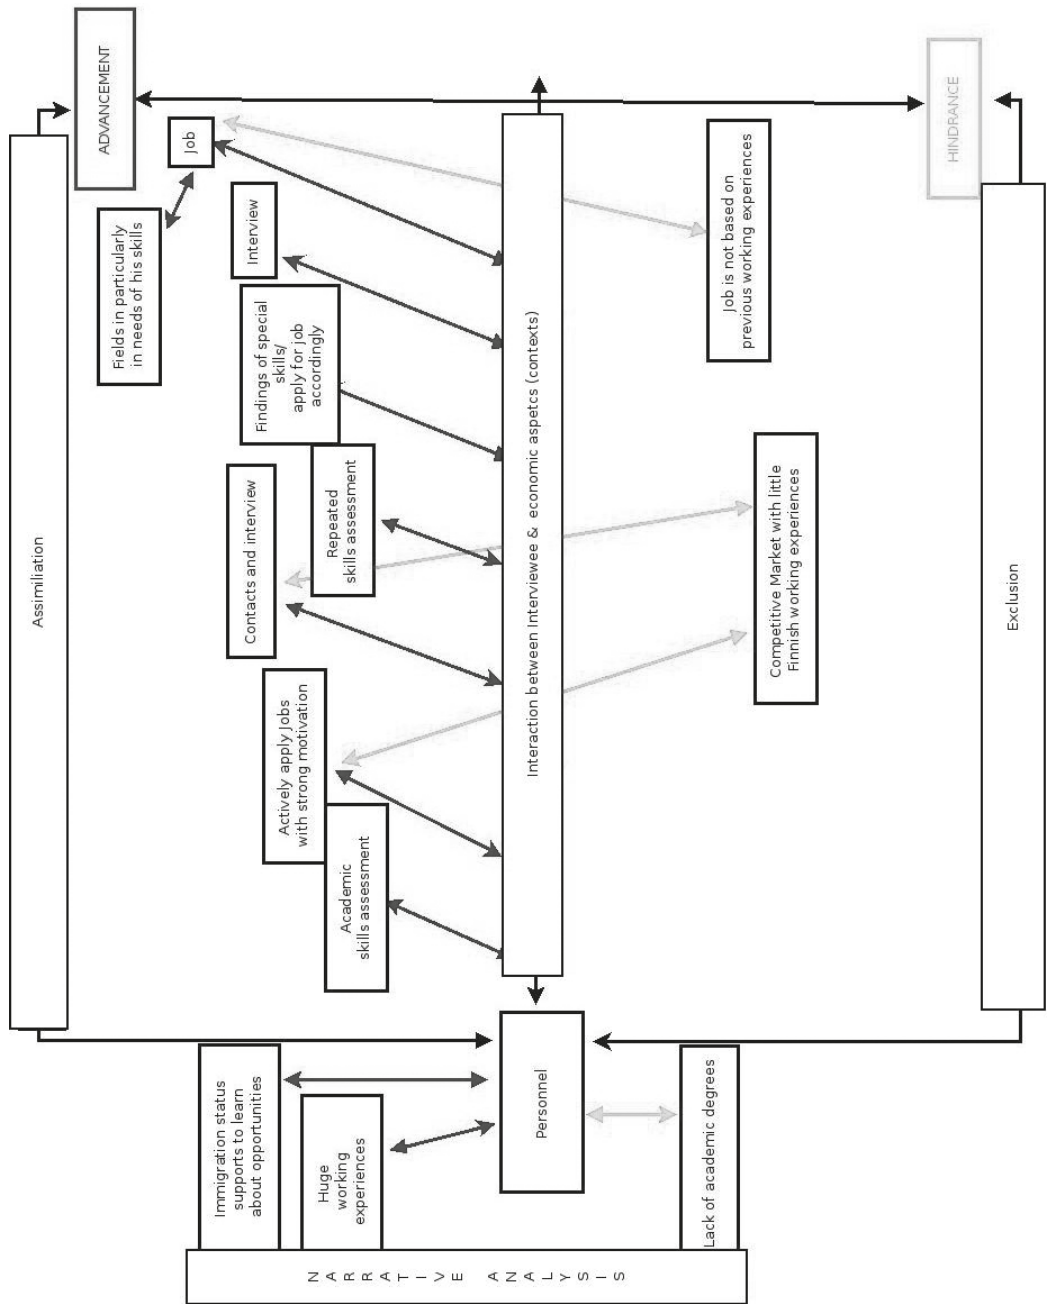 NARRATIVE ANALYSIS
Immigration status
supports to learn
about opportunities
Huge
working
experiences
Personnel
Lack of academic degrees
Assimiliation
Academic
skills assessment
Actively apply Jobs
with strong motivation
Contacts and interview
Repeated
skills assessment
Findings of special
skills/
apply for job
accordingly
Interview
Job
Fields in particularly
in needs of his skills
ADVANCEMENT
Interaction between Interviewee & economic aspetcs (contexts)
Competitive Market with little
Finnish working experiences
Job is not based on
previous working experiences
Exclusion
HINDRANCE